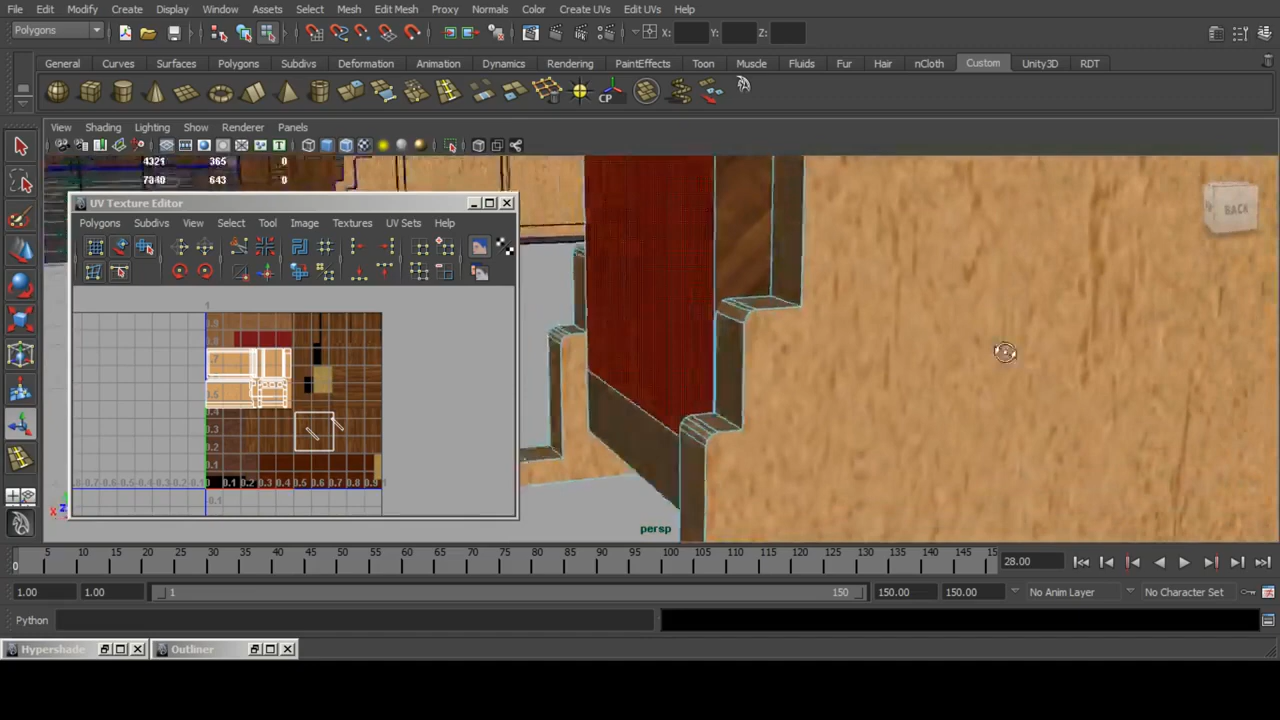 File Edit Modify Create Display Window Assets Select Mesh Edit Mesh Proxy Normals Color Create UVs Edit UVs Help
Polygons X: Y: Z:
General Curves Surfaces Polygons Subdivs Deformation Animation Dynamics Rendering PaintEffects Toon Muscle Fluids Fur Hair nCloth Custom Unity3D RDT
CP
View Shading Lighting Show Renderer Panels
4321 365 0
7840 643 0
UV Texture Editor
Polygons Subdivs View Select Tool Image Textures UV Sets Help
BACK
persp
5 10 15 20 25 30 35 40 45 50 55 60 65 70 75 80 85 90 95 100 105 110 115 120 125 130 135 140 145 15
0
28.00
1.00 1.00 1 150 150.00 150.00 No Anim Layer No Character Set
Python
Hypershade Outliner